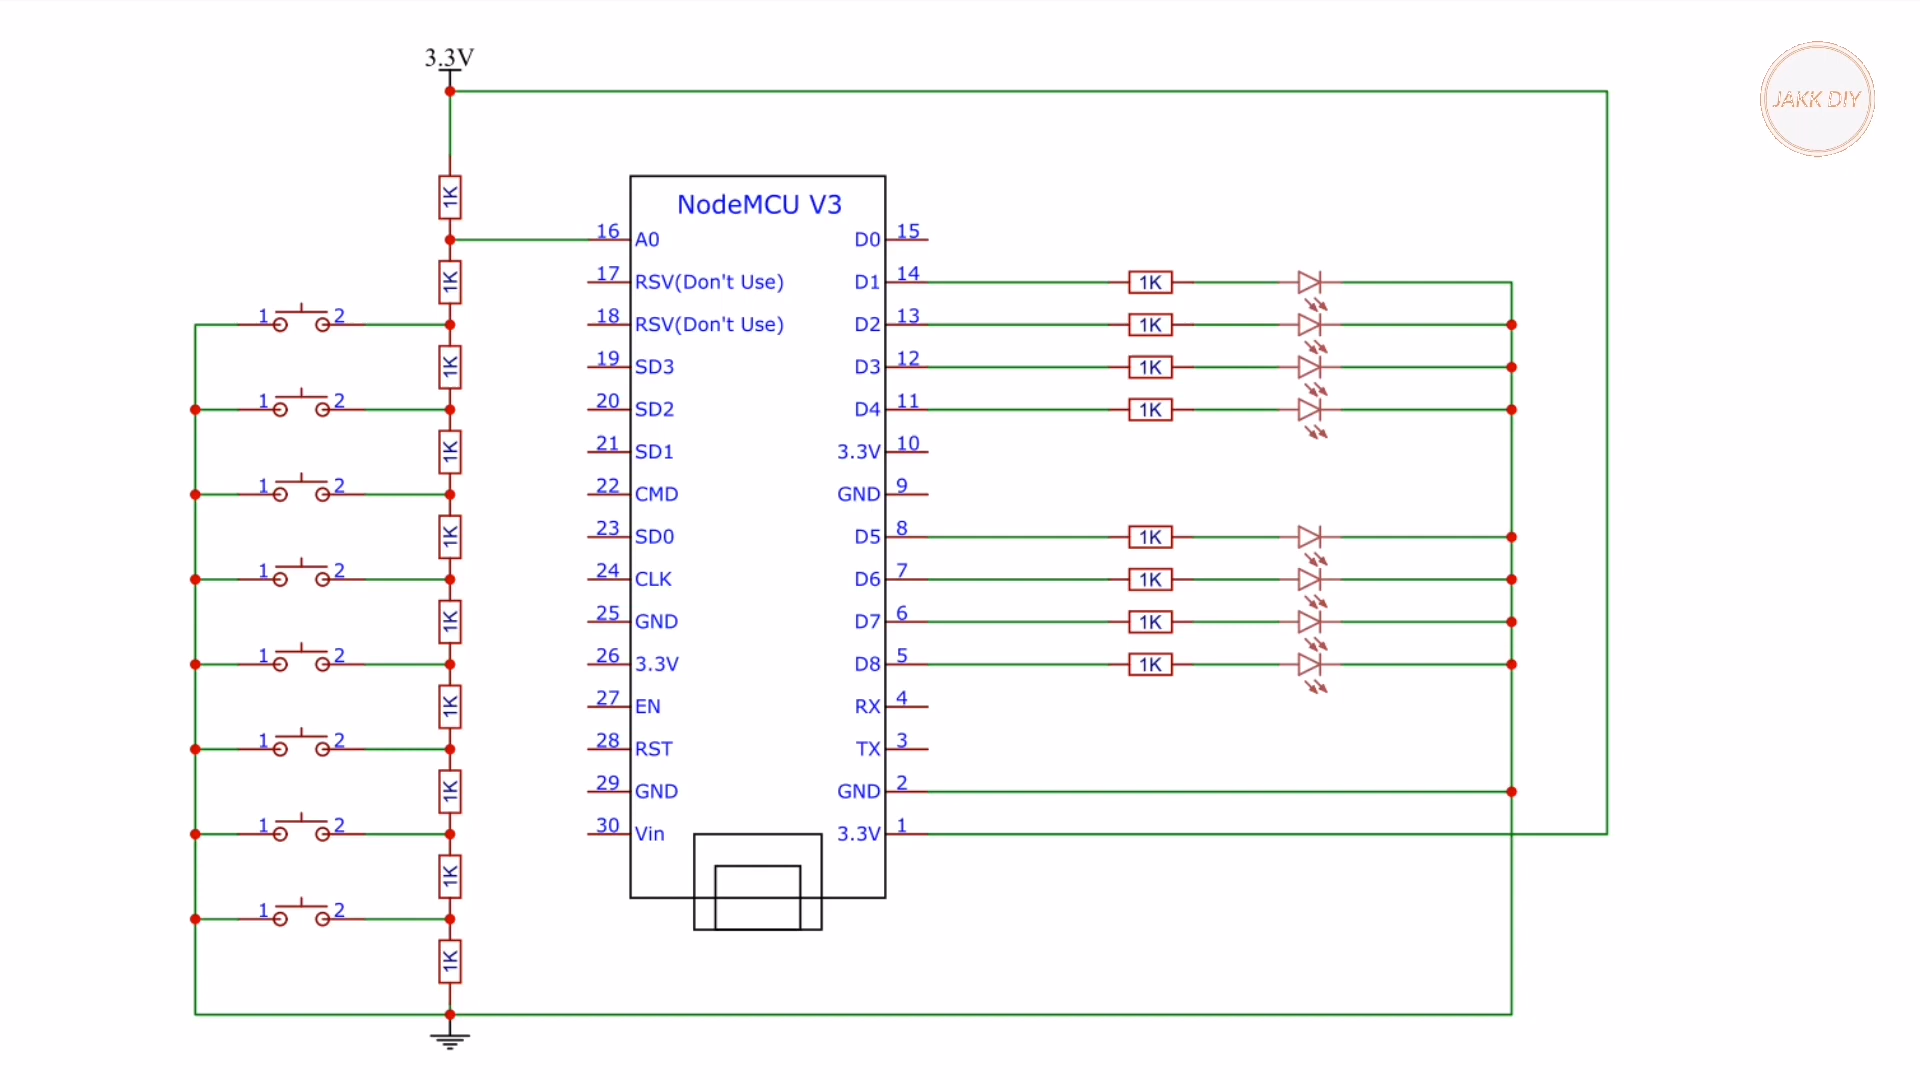 3.3V
JAKK DIY
NodeMCU V3
1K
16 A0 D0 15
1K
17 RSV(Don't Use) D1 14 1K
1 2
18 RSV(Don't Use) D2 13 1K
1K
19 SD3 D3 12 1K
1 2
20 SD2 D4 11 1K
1K
21 SD1 3.3V 10
1 2
22 CMD GND 9
1K
23 SD0 D5 8 1K
1 2
24 CLK D6 7 1K
1K
25 GND D7 6 1K
1 2
26 3.3V D8 5 1K
1K
27 EN RX 4
1 2
28 RST TX 3
1K
29 GND GND 2
1 2
30 Vin 3.3V 1
1K
1 2
1K